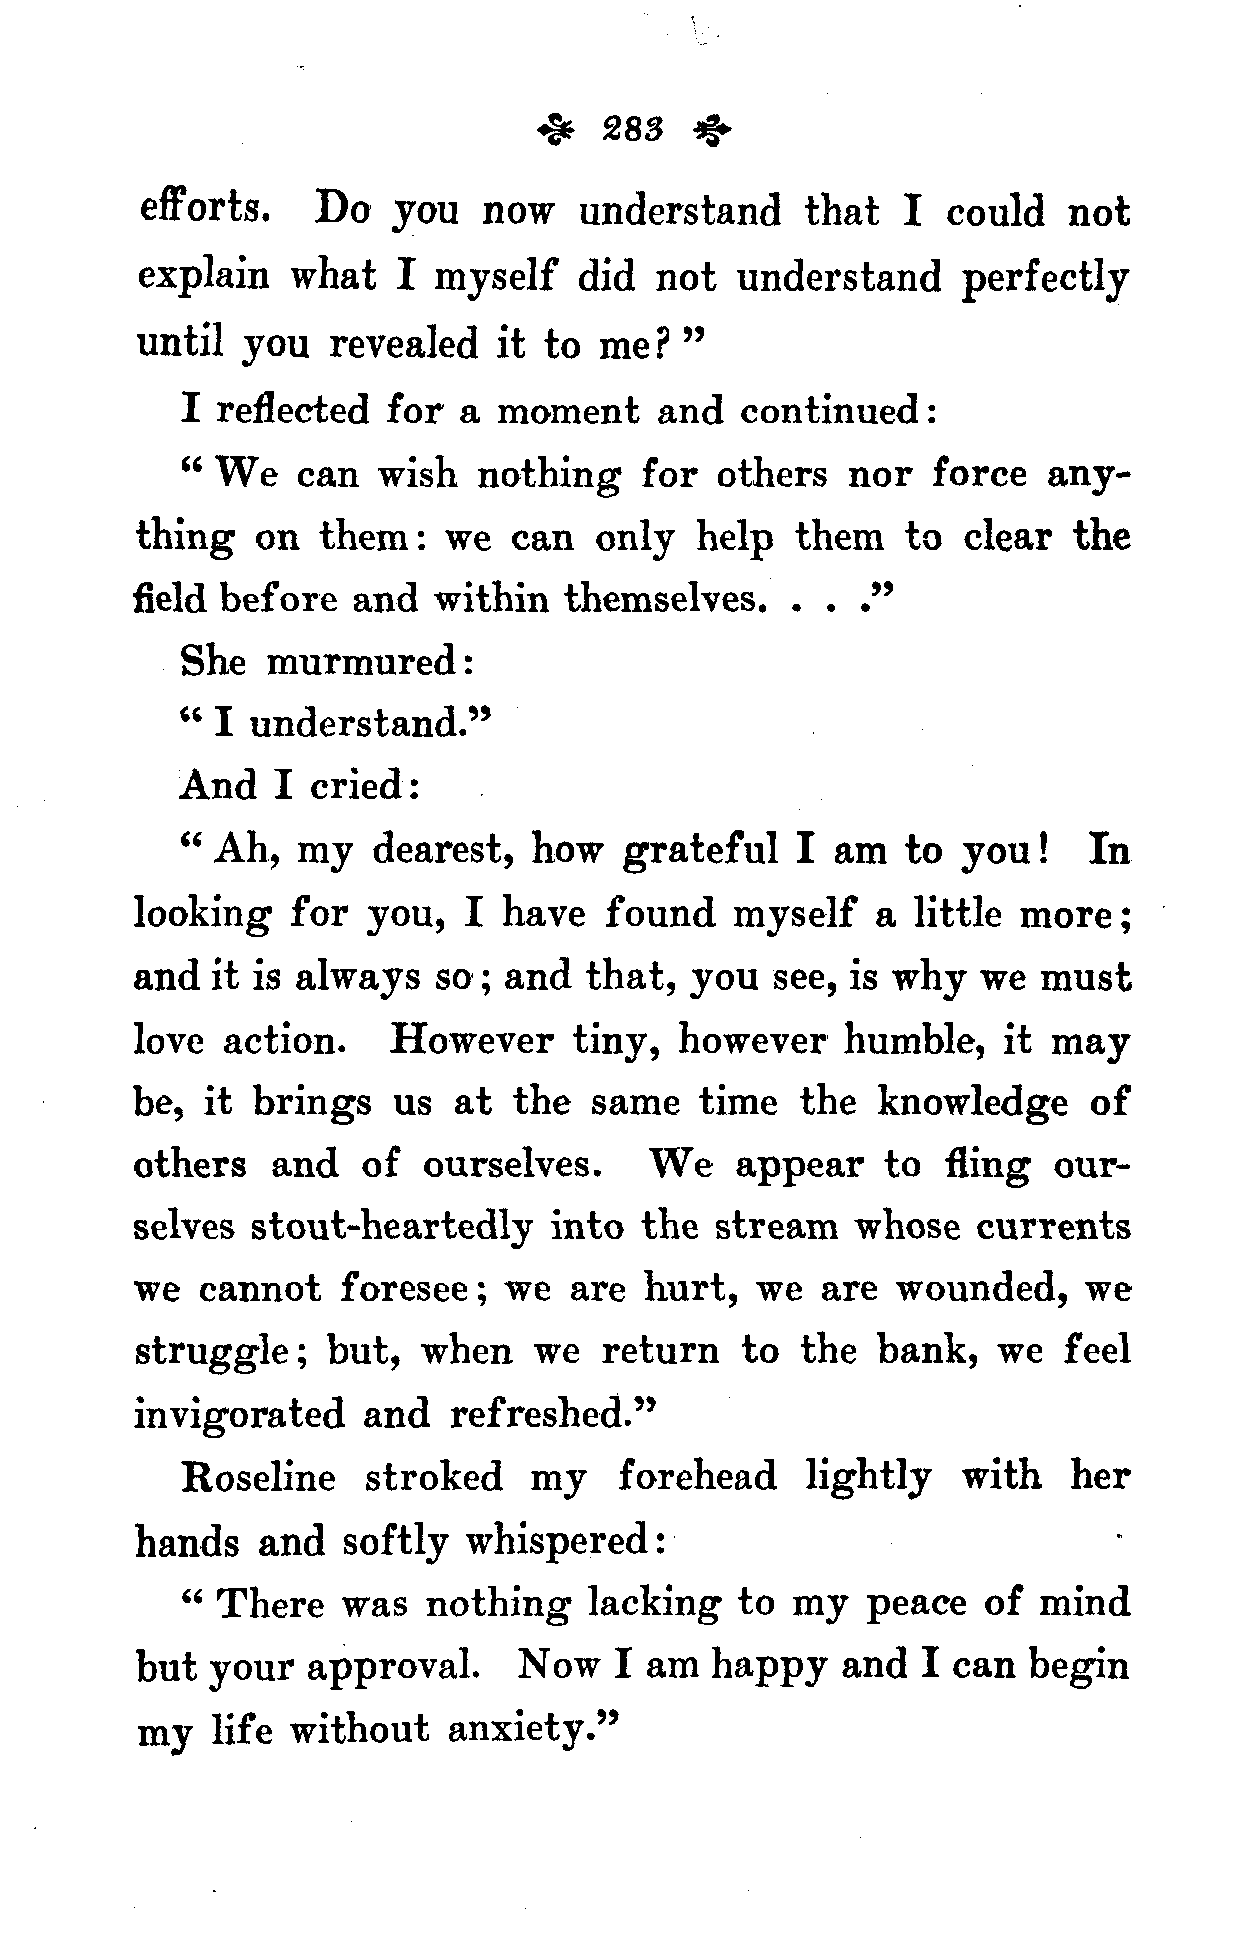 283
efforts. Do you now understand that I could not
explain what I myself did not understand perfectly
until you revealed it to me? "
I reflected for a moment and continued:
" We can wish nothing for others nor force any-
thing on them: we can only help them to clear the
field before and within themselves. . . ."
She murmured:
" I understand."
And I cried:
" Ah, my dearest, how grateful I am to you! In
looking for you, I have found myself a little more;
and it is always so; and that, you see, is why we must
love action. However tiny, however humble, it may
be, it brings us at the same time the knowledge of
others and of ourselves. We appear to fling our-
selves stout-heartedly into the stream whose currents
we cannot foresee; we are hurt, we are wounded, we
struggle; but, when we return to the bank, we feel
invigorated and refreshed."
Roseline stroked my forehead lightly with her
hands and softly whispered:
" There was nothing lacking to my peace of mind
but your approval. Now I am happy and I can begin
my life without anxiety."